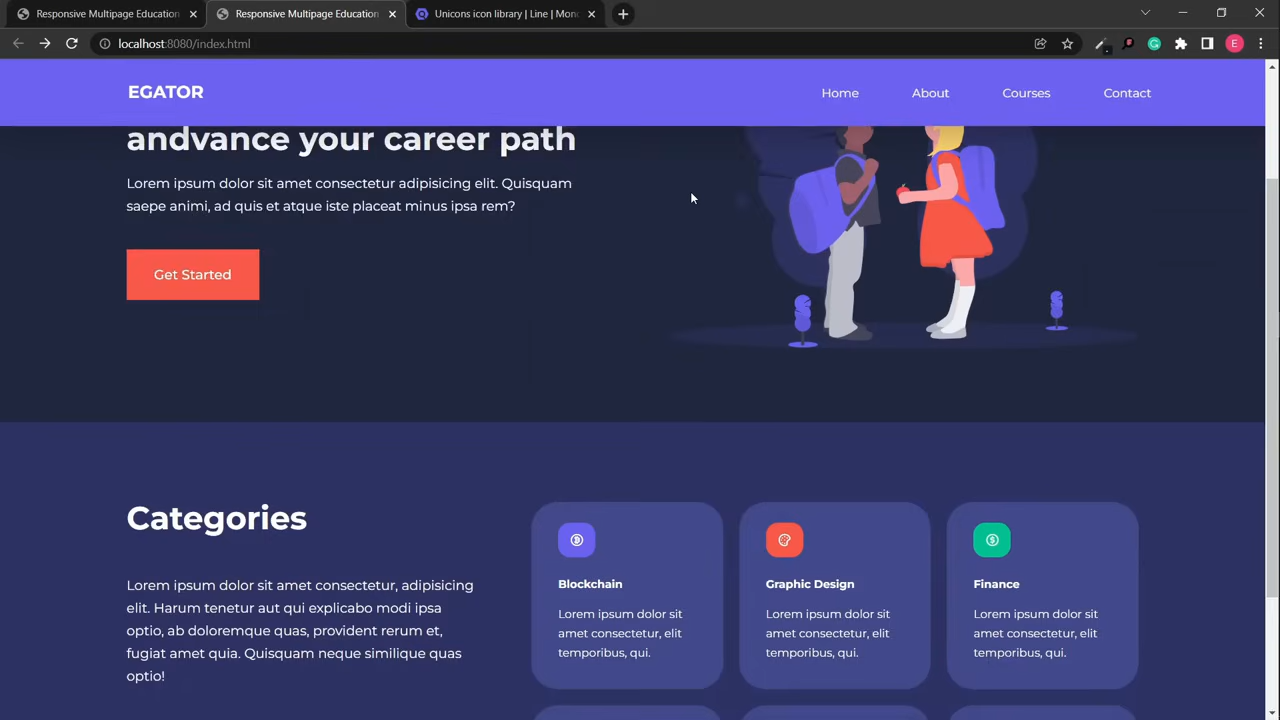 Responsive Multipage Education
Responsive Multipage Education
Unicons icon library | Line | Mono
localhost:8080/index.html
E
EGATOR
Home
About
Courses
Contact
andvance your career path
Lorem ipsum dolor sit amet consectetur adipisicing elit. Quisquam
saepe animi, ad quis et atque iste placeat minus ipsa rem?
Get Started
Categories
Lorem ipsum dolor sit amet consectetur, adipisicing
elit. Harum tenetur aut qui explicabo modi ipsa
optio, ab doloremque quas, provident rerum et,
fugiat amet quia. Quisquam neque similique quas
optio!
Blockchain
Lorem ipsum dolor sit
amet consectetur, elit
temporibus, qui.
Graphic Design
Lorem ipsum dolor sit
amet consectetur, elit
temporibus, qui.
Finance
Lorem ipsum dolor sit
amet consectetur, elit
temporibus, qui.